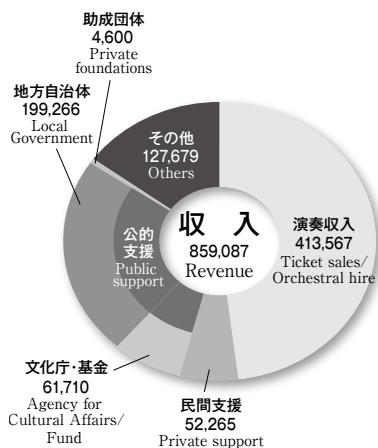 助成団体
4,600
Private
foundations
地方自治体
199,266
Local
Government
その他
127,679
Others
公的
支援
Public
support
収 入
859,087
Revenue
演奏収入
413,567
Ticket sales/
Orchestral hire
文化庁・基金
61,710
Agency for
Cultural Affairs/
Fund
民間支援
52,265
Private support